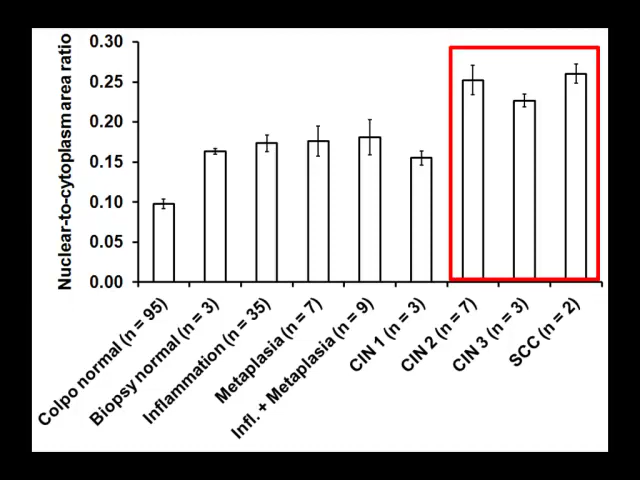 Nuclear-to-cytoplasm area ratio
0.30
0.25
0.20
0.15
0.10
0.05
0.00
Colpo normal (n = 95)
Biopsy normal (n = 3)
Inflammation (n = 35)
Metaplasia (n = 7)
Infl. + Metaplasia (n = 9)
CIN 1 (n = 3)
CIN 2 (n = 7)
CIN 3 (n = 3)
SCC (n = 2)